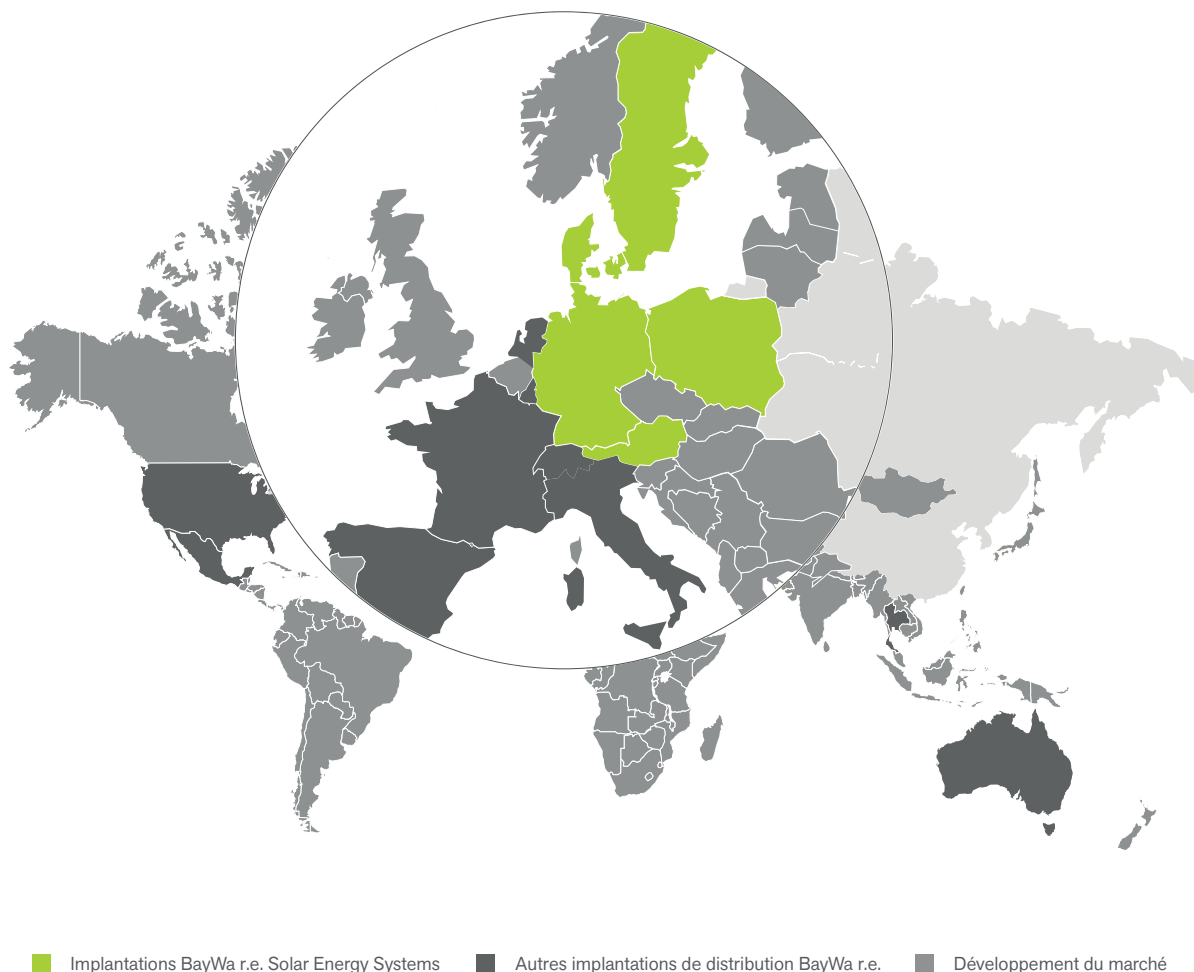 Implantations BayWa r.e. Solar Energy Systems
Autres implantations de distribution BayWa r.e.
Développement du marché